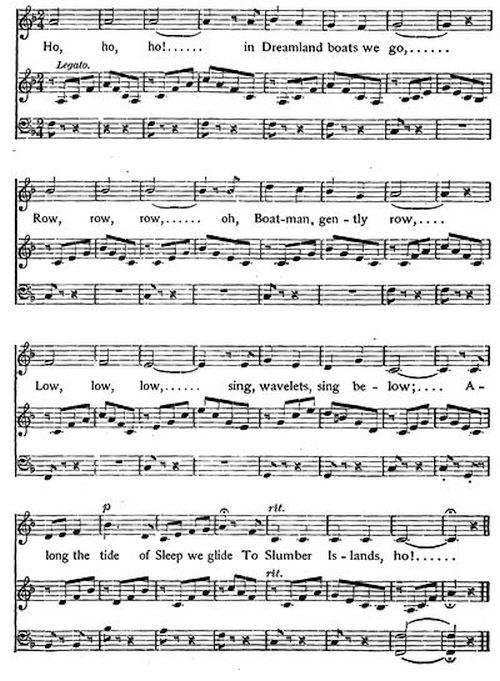 Ho, ho, ho!...... in Dreamland boats we go,......
Legato.
Row, row, row,...... oh, Boat-man, gen - tly row,....
Low, low, low,...... sing, wavelets, sing be - low;.... A-
p rit.
long the tide of Sleep we glide To Slumber Is - lands, ho!......
rit.